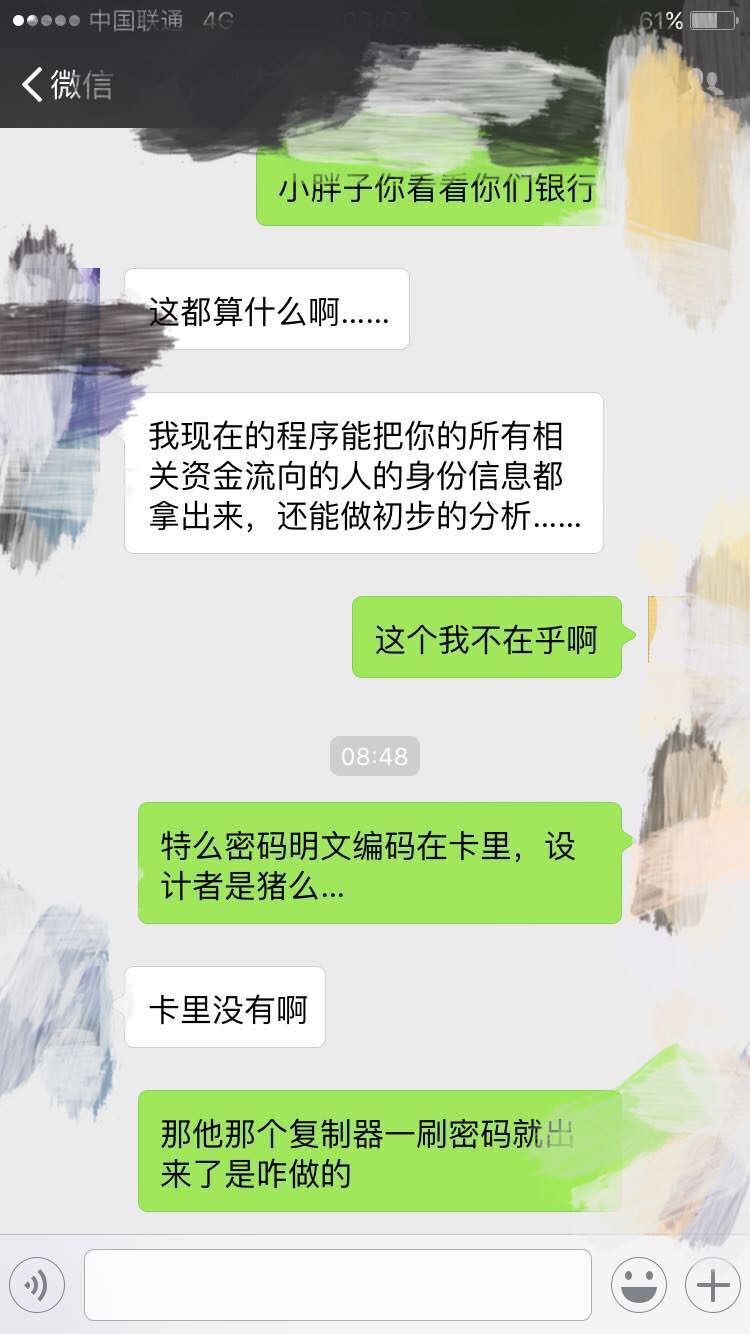 中国联通 4G 09:02 61%
微信
小胖子你看看你们银行
这都算什么啊……
我现在的程序能把你的所有相
关资金流向的人的身份信息都
拿出来，还能做初步的分析……
这个我不在乎啊
08:48
特么密码明文编码在卡里，设
计者是猪么…
卡里没有啊
那他那个复制器一刷密码就出
来了是咋做的